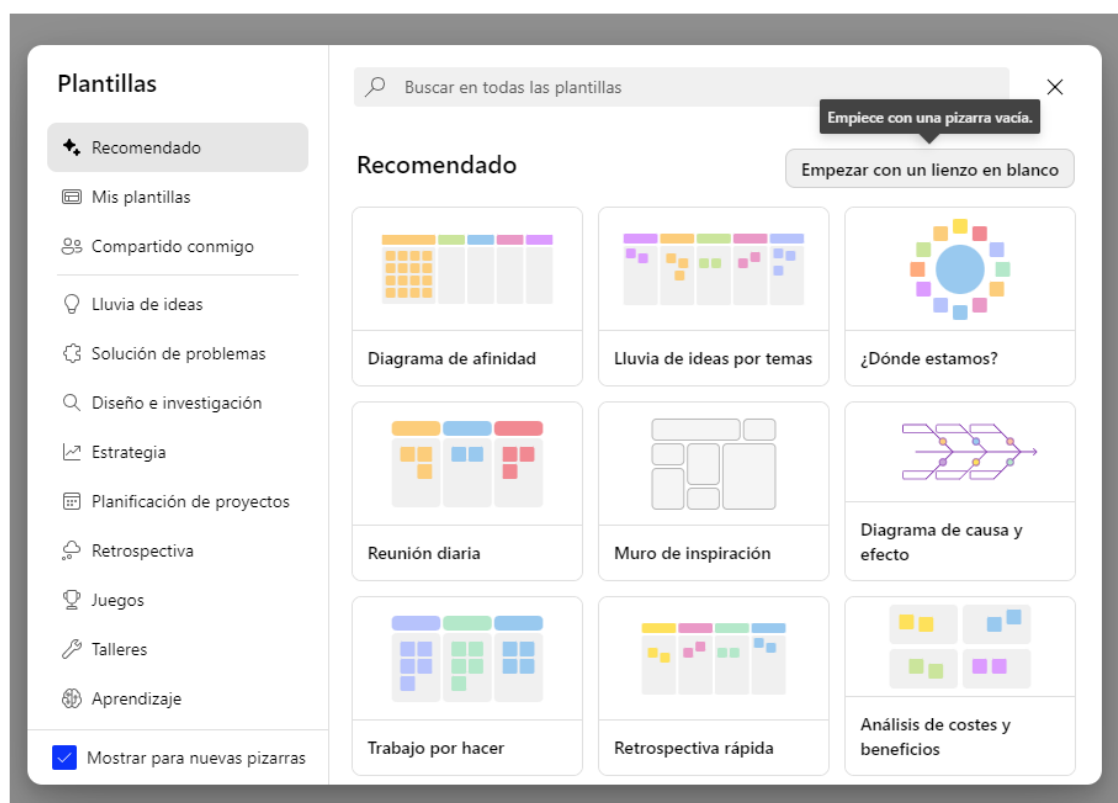 Plantillas
Recomendado
Mis plantillas
Compartido conmigo
Lluvia de ideas
Solución de problemas
Diseño e investigación
Estrategia
Planificación de proyectos
Retrospectiva
Juegos
Talleres
Aprendizaje
Mostrar para nuevas pizarras
Buscar en todas las plantillas
Empiece con una pizarra vacía.
Recomendado
Empezar con un lienzo en blanco
Diagrama de afinidad
Lluvia de ideas por temas
¿Dónde estamos?
Reunión diaria
Muro de inspiración
Diagrama de causa y
efecto
Trabajo por hacer
Retrospectiva rápida
Análisis de costes y
beneficios